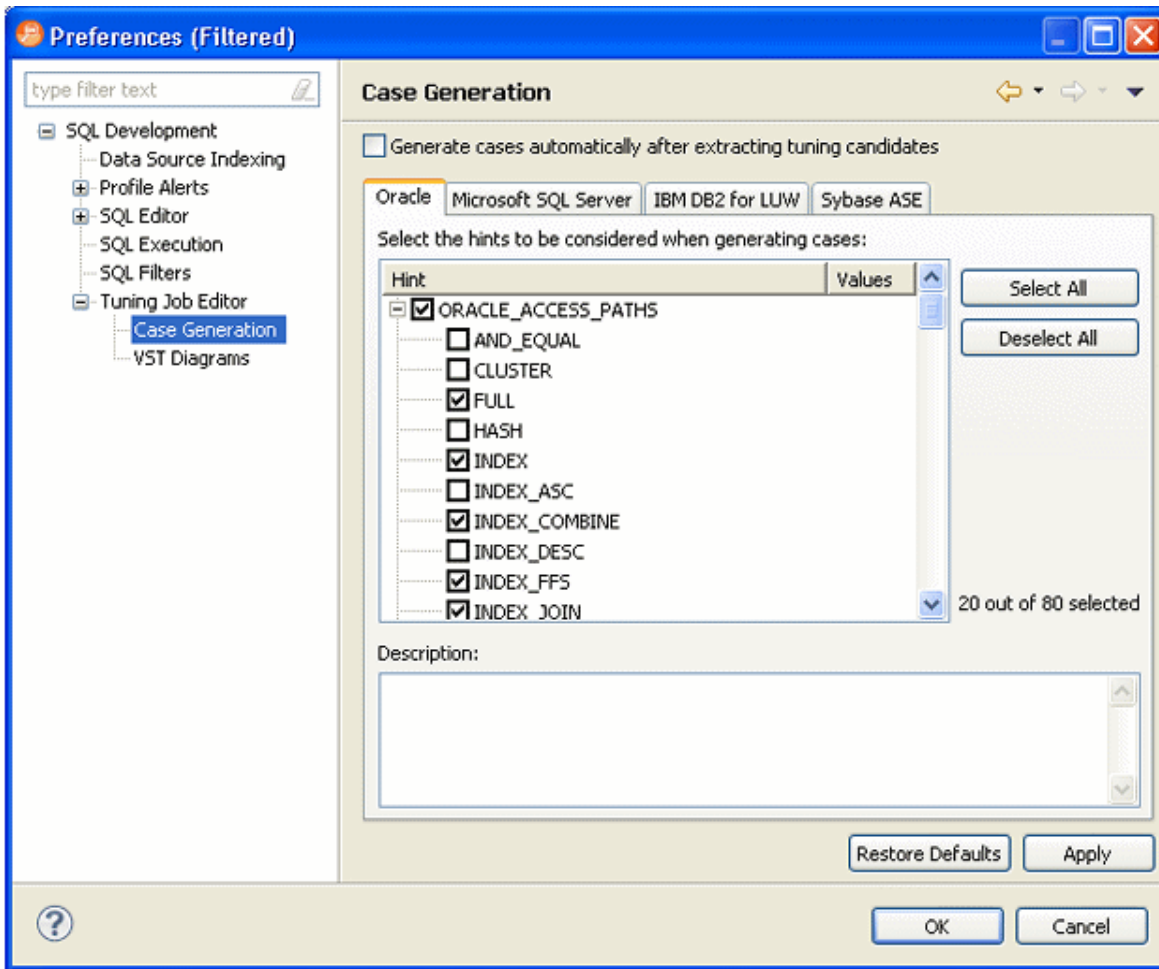 Preferences (Filtered)
type filter text
SQL Development
Data Source Indexing
Profile Alerts
SQL Editor
SQL Execution
SQL Filters
Tuning Job Editor
Case Generation
VST Diagrams
Case Generation
Generate cases automatically after extracting tuning candidates
Oracle
Microsoft SQL Server
IBM DB2 for LUW
Sybase ASE
Select the hints to be considered when generating cases:
Hint
Values
ORACLE_ACCESS_PATHS
AND_EQUAL
CLUSTER
FULL
HASH
INDEX
INDEX_ASC
INDEX_COMBINE
INDEX_DESC
INDEX_FFS
INDEX_JOIN
Select All
Deselect All
20 out of 80 selected
Description:
Restore Defaults
Apply
?
OK
Cancel